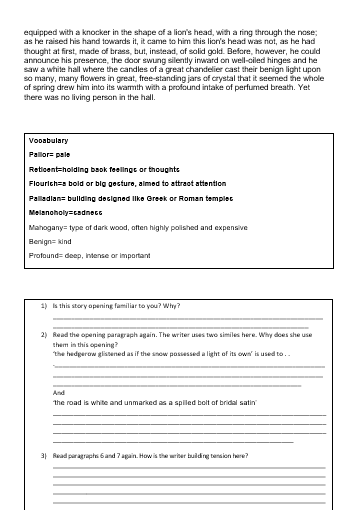 equipped with a knocker in the shape of a lion's head, with a ring through the nose;
as he raised his hand towards it, it came to him this lion's head was not, as he had
thought at first, made of brass, but, instead, of solid gold. Before, however, he could
announce his presence, the door swung silently inward on well-oiled hinges and he
saw a white hall where the candles of a great chandelier cast their benign light upon
so many, many flowers in great, free-standing jars of crystal that it seemed the whole
of spring drew him into its warmth with a profound intake of perfumed breath. Yet
there was no living person in the hall.
Vocabulary
Pallor= pale
Reticent=holding back feelings or thoughts
Flourish=a bold or big gesture, aimed to attract attention
Palladian= building designed like Greek or Roman temples
Melancholy=sadness
Mahogany= type of dark wood, often highly polished and expensive
Benign= kind
Profound= deep, intense or important
1) Is this story opening familiar to you? Why?
2) Read the opening paragraph again. The writer uses two similes here. Why does she
use them in this opening?
'the hedgerow glistened as if the snow possessed a light of its own' is used to . .
And
'the road is white and unmarked as a spilled bolt of bridal satin'
3) Read paragraphs 6 and 7 again. How is the writer building tension here?